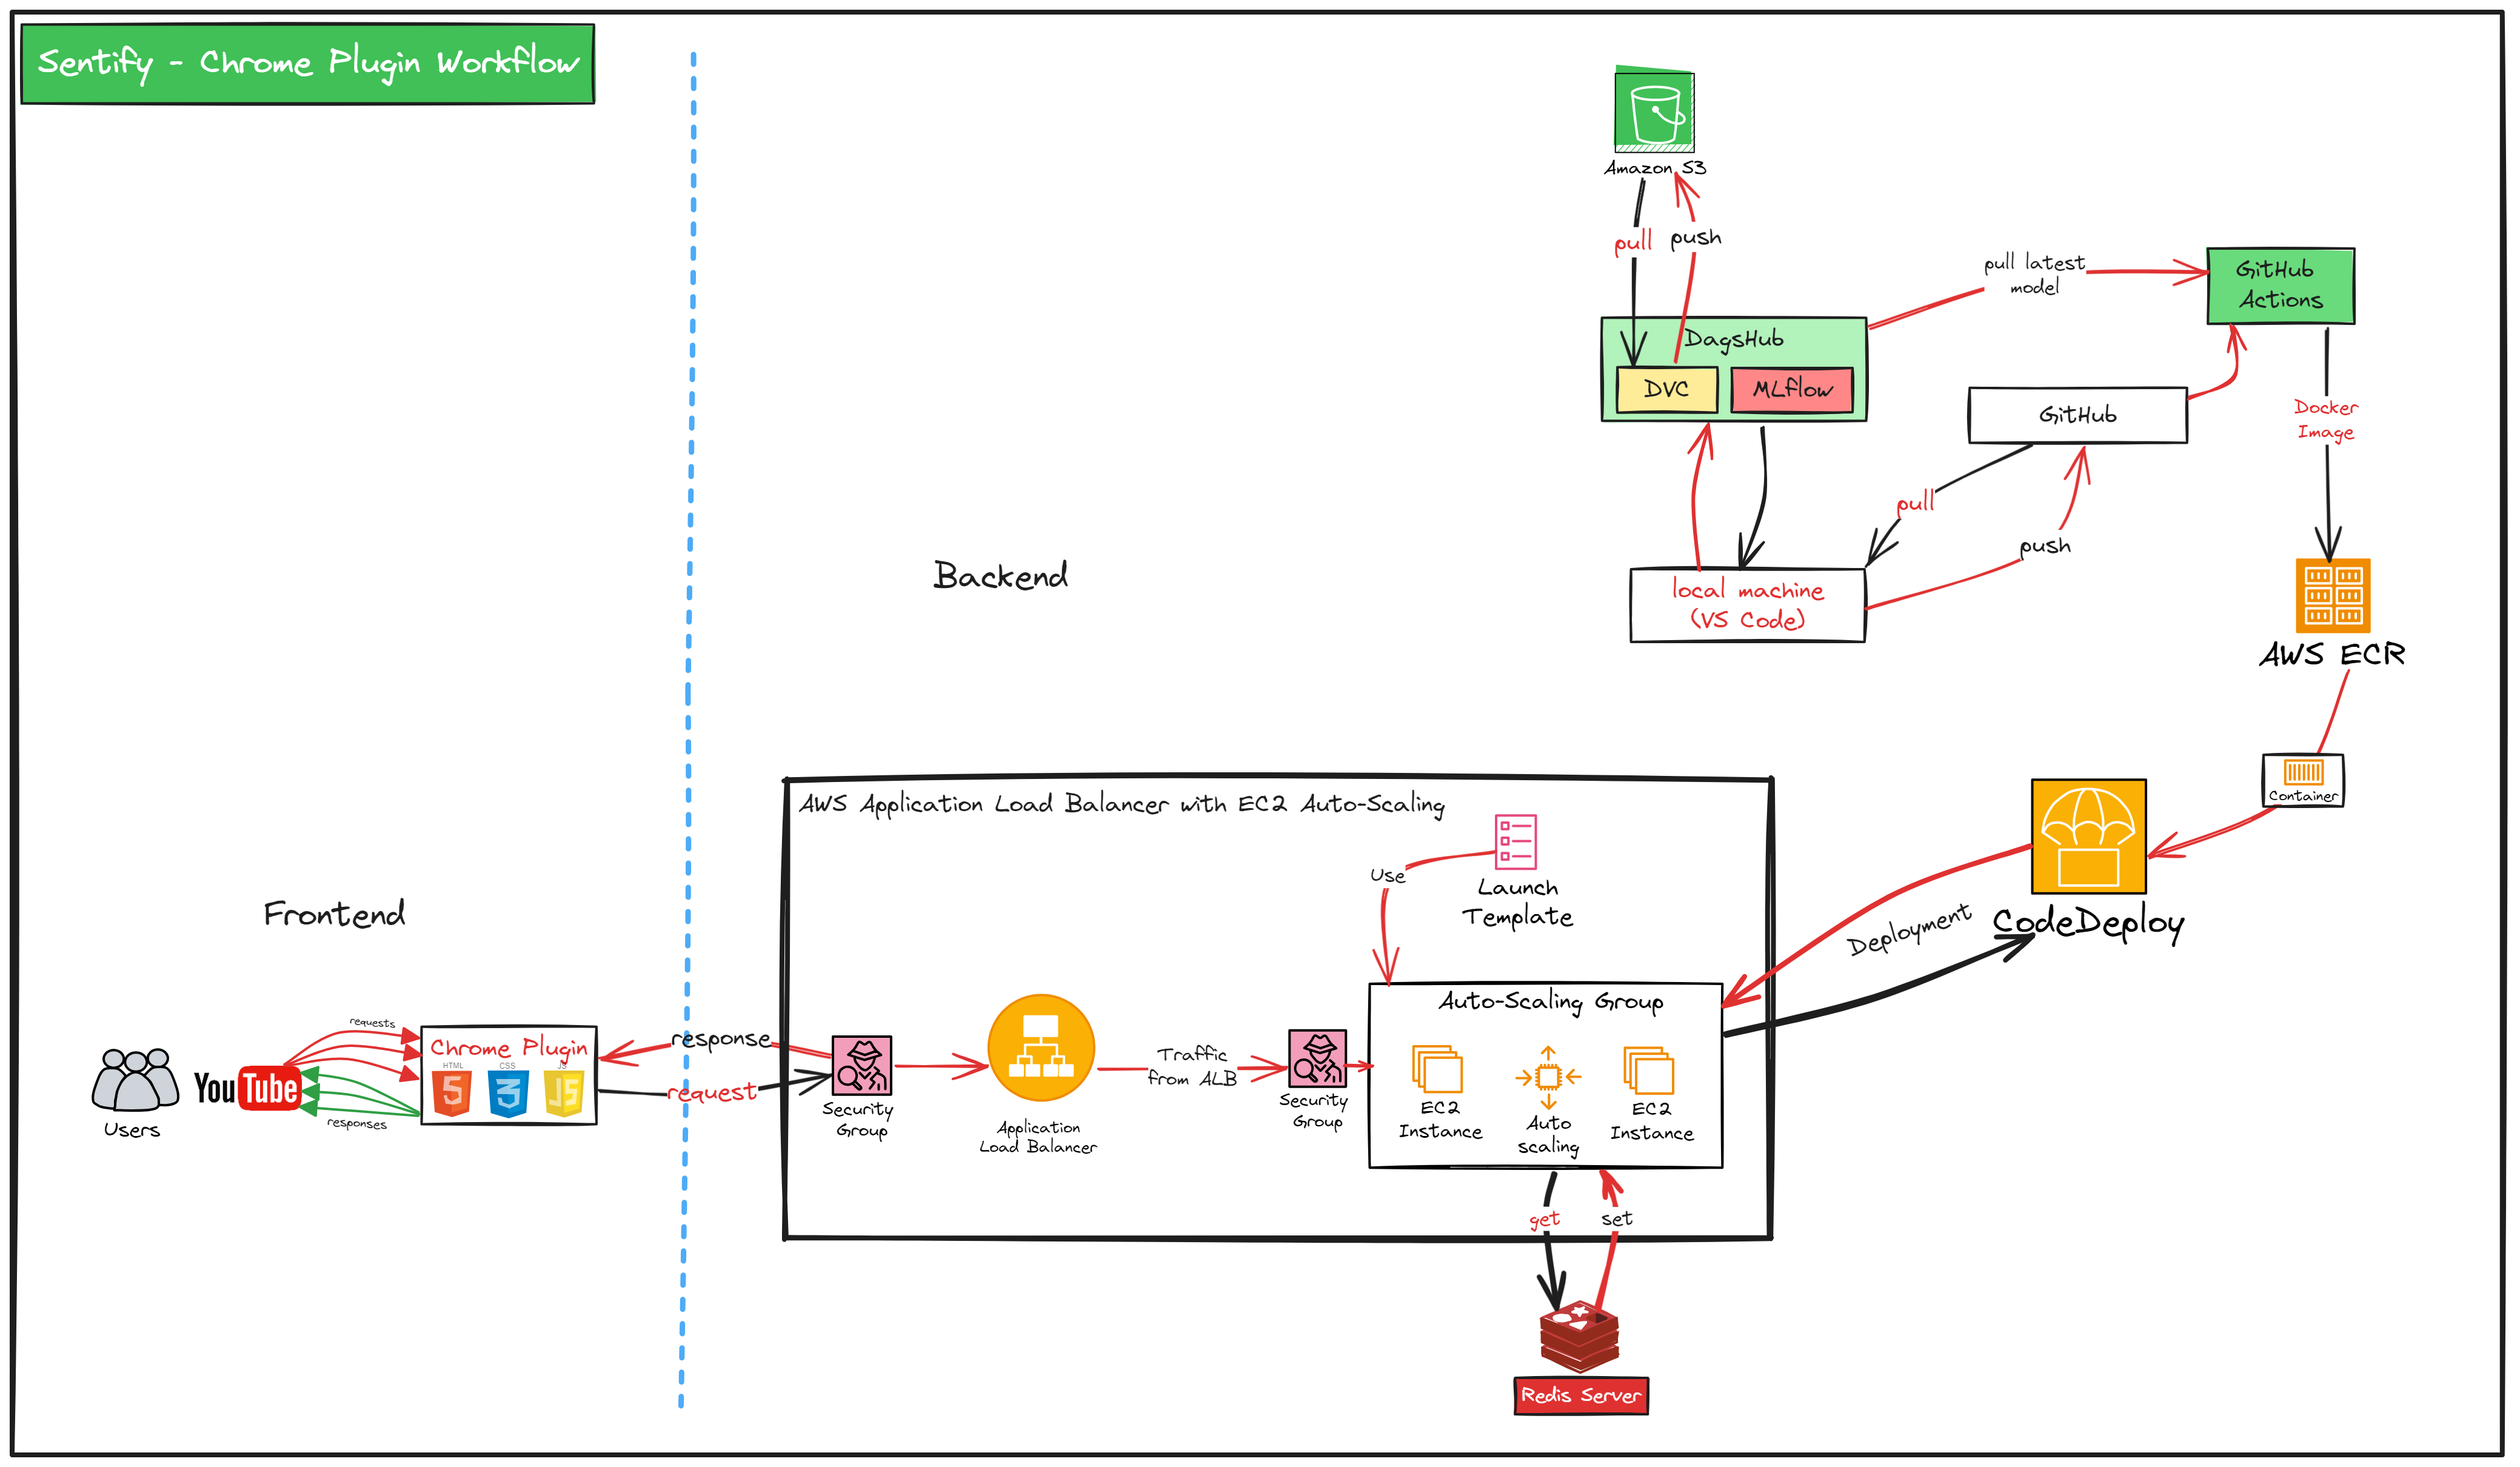 Sentify - Chrome Plugin Workflow
Amazon S3
pull
push
DagsHub
DVC
MLflow
pull latest
model
GitHub
Actions
GitHub
Docker
Image
pull
push
local machine
(VS Code)
AWS ECR
Container
CodeDeploy
Deployment
Backend
Frontend
AWS Application Load Balancer with EC2 Auto-Scaling
Use
Launch
Template
Users
YouTube
requests
responses
Chrome Plugin
HTML
CSS
JS
5
3
JS
response
request
Security
Group
Application
Load Balancer
Traffic
from ALB
Security
Group
Auto-Scaling Group
EC2
Instance
Auto
scaling
EC2
Instance
get
set
Redis Server